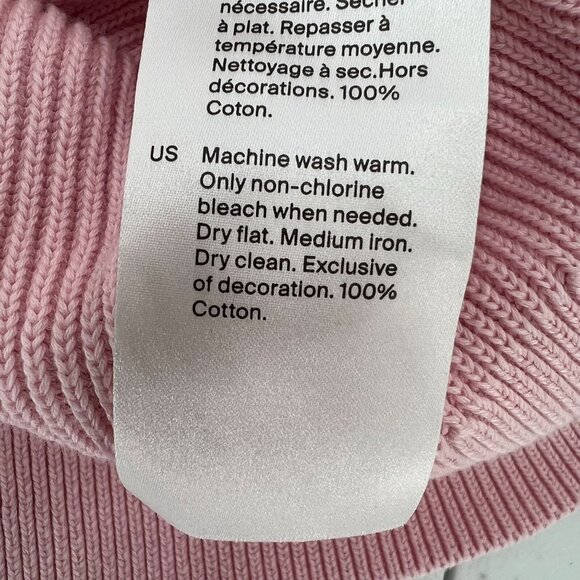 nécessaire. Sécher
à plat. Repasser à
température moyenne.
Nettoyage à sec.Hors
décorations. 100%
Coton.
US Machine wash warm.
Only non-chlorine
bleach when needed.
Dry flat. Medium iron.
Dry clean. Exclusive
of decoration. 100%
Cotton.